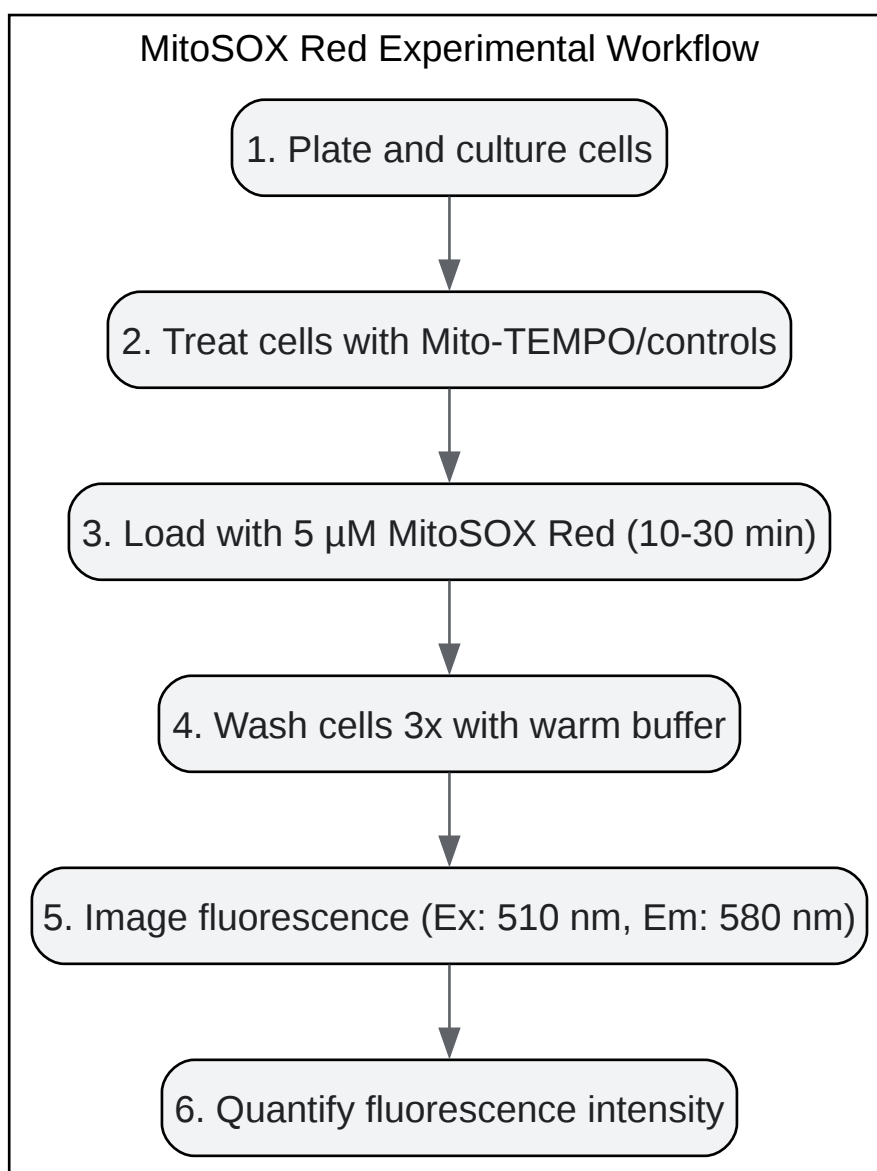 MitoSOX Red Experimental Workflow
1. Plate and culture cells
2. Treat cells with Mito-TEMPO/controls
3. Load with 5 µM MitoSOX Red (10-30 min)
4. Wash cells 3x with warm buffer
5. Image fluorescence (Ex: 510 nm, Em: 580 nm)
6. Quantify fluorescence intensity